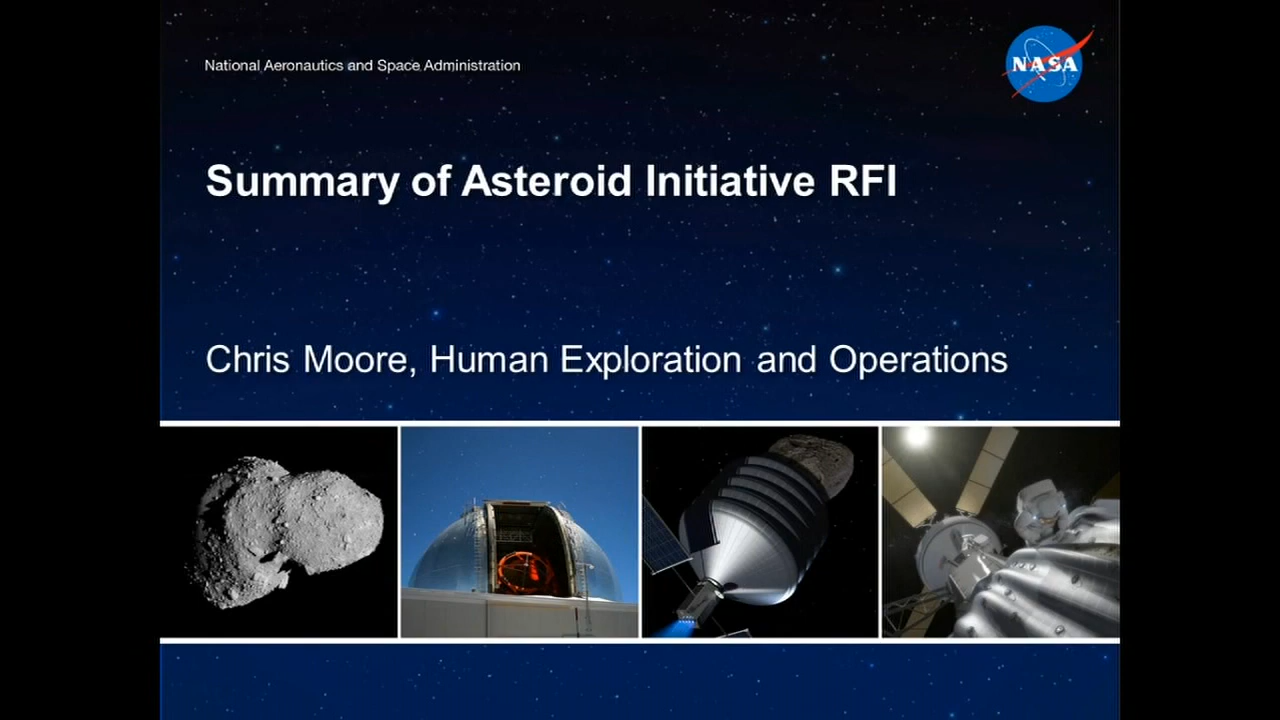 National Aeronautics and Space Administration
NASA
Summary of Asteroid Initiative RFI
Chris Moore, Human Exploration and Operations